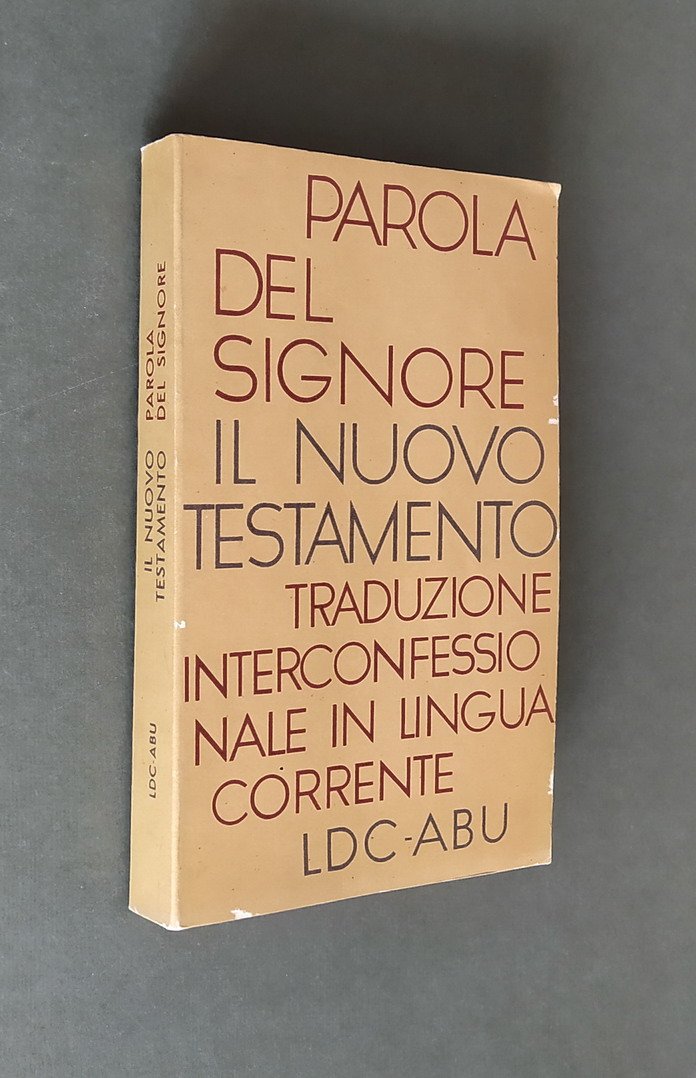 PAROLA
DEL
SIGNORE
IL NUOVO
TESTAMENTO
TRADUZIONE
INTERCONFESSIO
NALE IN LINGUA
CORRENTE
LDC-ABU
PAROLA
DEL SIGNORE
IL NUOVO
TESTAMENTO
LDC-ABU